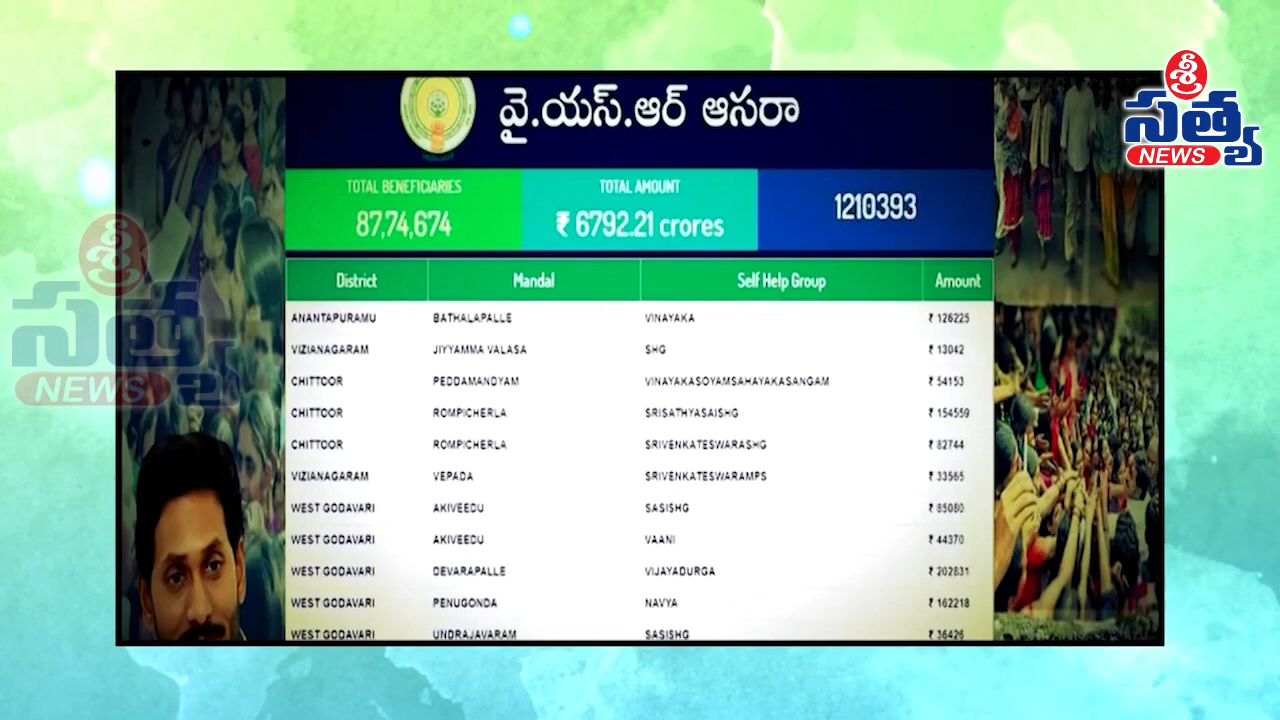 శ్రీ
సత్య
NEWS
వై.యస్.ఆర్ ఆసరా
TOTAL BENEFICIARIES
87,74,674
TOTAL AMOUNT
₹ 6792.21 crores
1210393
District Mandal Self Help Group Amount
ANANTAPURAMU BATHALAPALLE VINAYAKA ₹ 126225
VIZIANAGARAM JIYYAMMA VALASA SHG ₹ 13042
CHITTOOR PEDDAMANDYAM VINAYAKASOYAMSAHAYAKASANGAM ₹ 54153
CHITTOOR ROMPICHERLA SRISATHYASAISHG ₹ 154559
CHITTOOR ROMPICHERLA SRIVENKATESWARASHG ₹ 82744
VIZIANAGARAM VEPADA SRIVENKATESWARAMPS ₹ 33565
WEST GODAVARI AKIVEEDU SASISHG ₹ 85080
WEST GODAVARI AKIVEEDU VAANI ₹ 44370
WEST GODAVARI DEVARAPALLE VIJAYADURGA ₹ 202831
WEST GODAVARI PENUGONDA NAVYA ₹ 162218
WEST GODAVARI UNDRAJAVARAM SASISHG ₹ 36426
శ్రీ
సత్య
NEWS